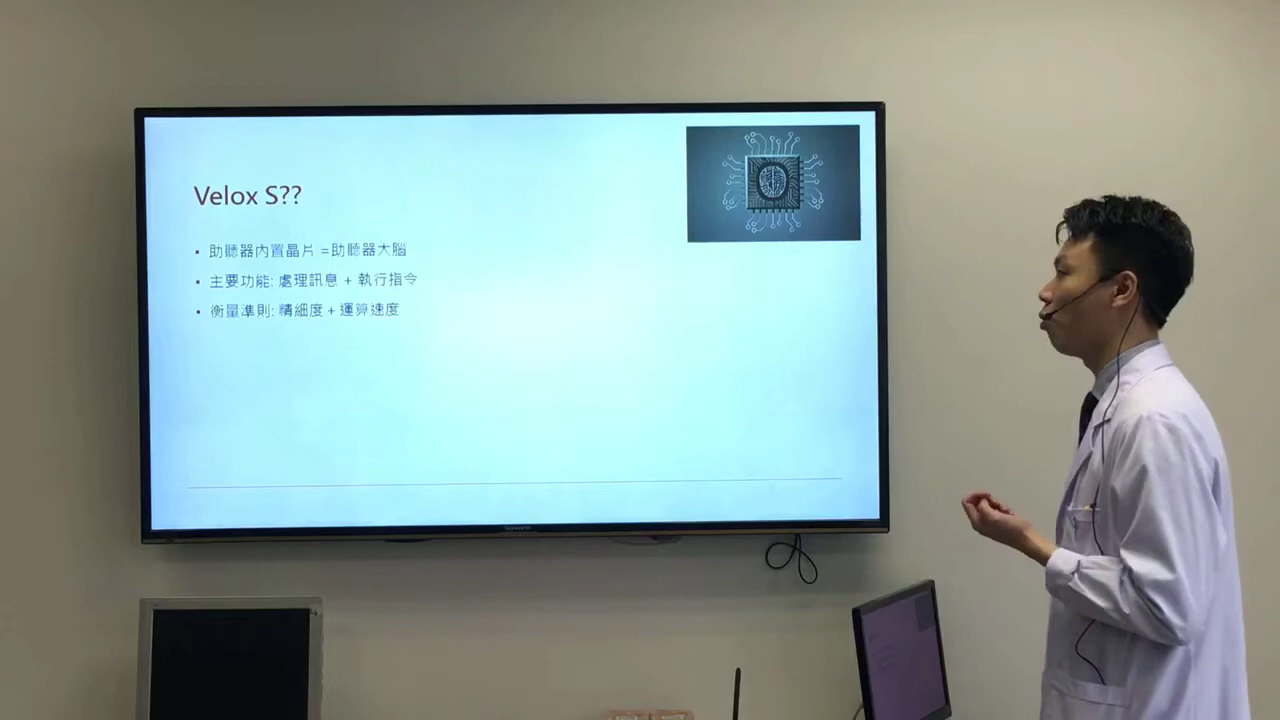 Velox S??
▪ 助聽器內置晶片 =助聽器大腦
▪ 主要功能: 處理訊息 + 執行指令
▪ 衡量準則: 精細度 + 運算速度
Skyworth